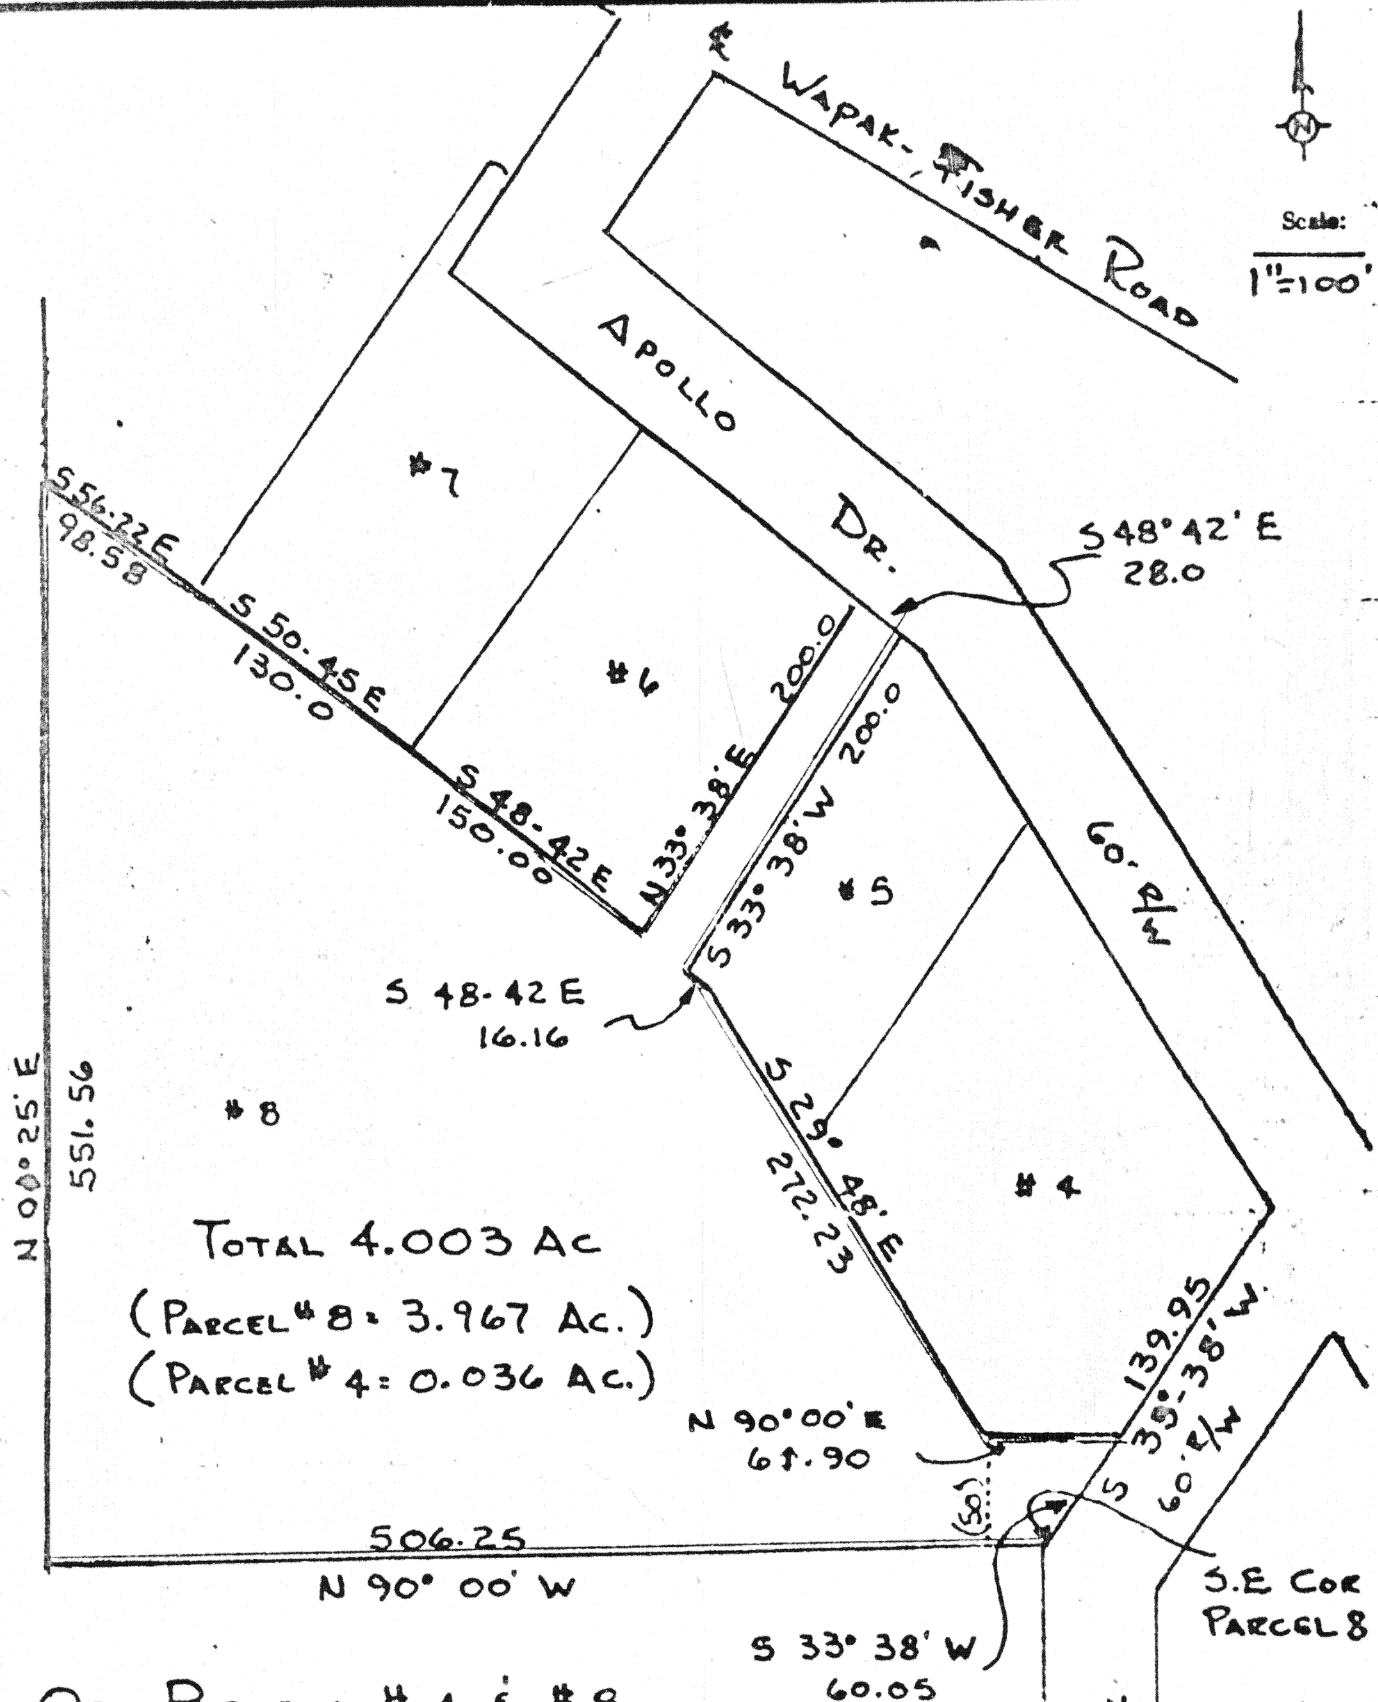 ℄ WAPAK-FISHER ROAD
N
Scale:
1"=100'
APOLLO DR.
S 48° 42' E
28.0
#7
S 56-22 E
98.58
S 50-45 E
130.0
#6
200.0
N 33° 38' E
S 33° 38' W 200.0
S 48-42 E
150.00
#5
60' R/W
S 48-42 E
16.16
N 00° 25' E
551.56
#8
S 29° 48' E
272.23
#4
TOTAL 4.003 AC
(PARCEL #8 = 3.967 AC.)
(PARCEL #4 = 0.036 AC.)
139.95
S 35°-38' W.
60' R/W
N 90° 00' E
(50)
506.25
N 90° 00' W
S.E COR
PARCEL 8
S 33° 38' W
60.05